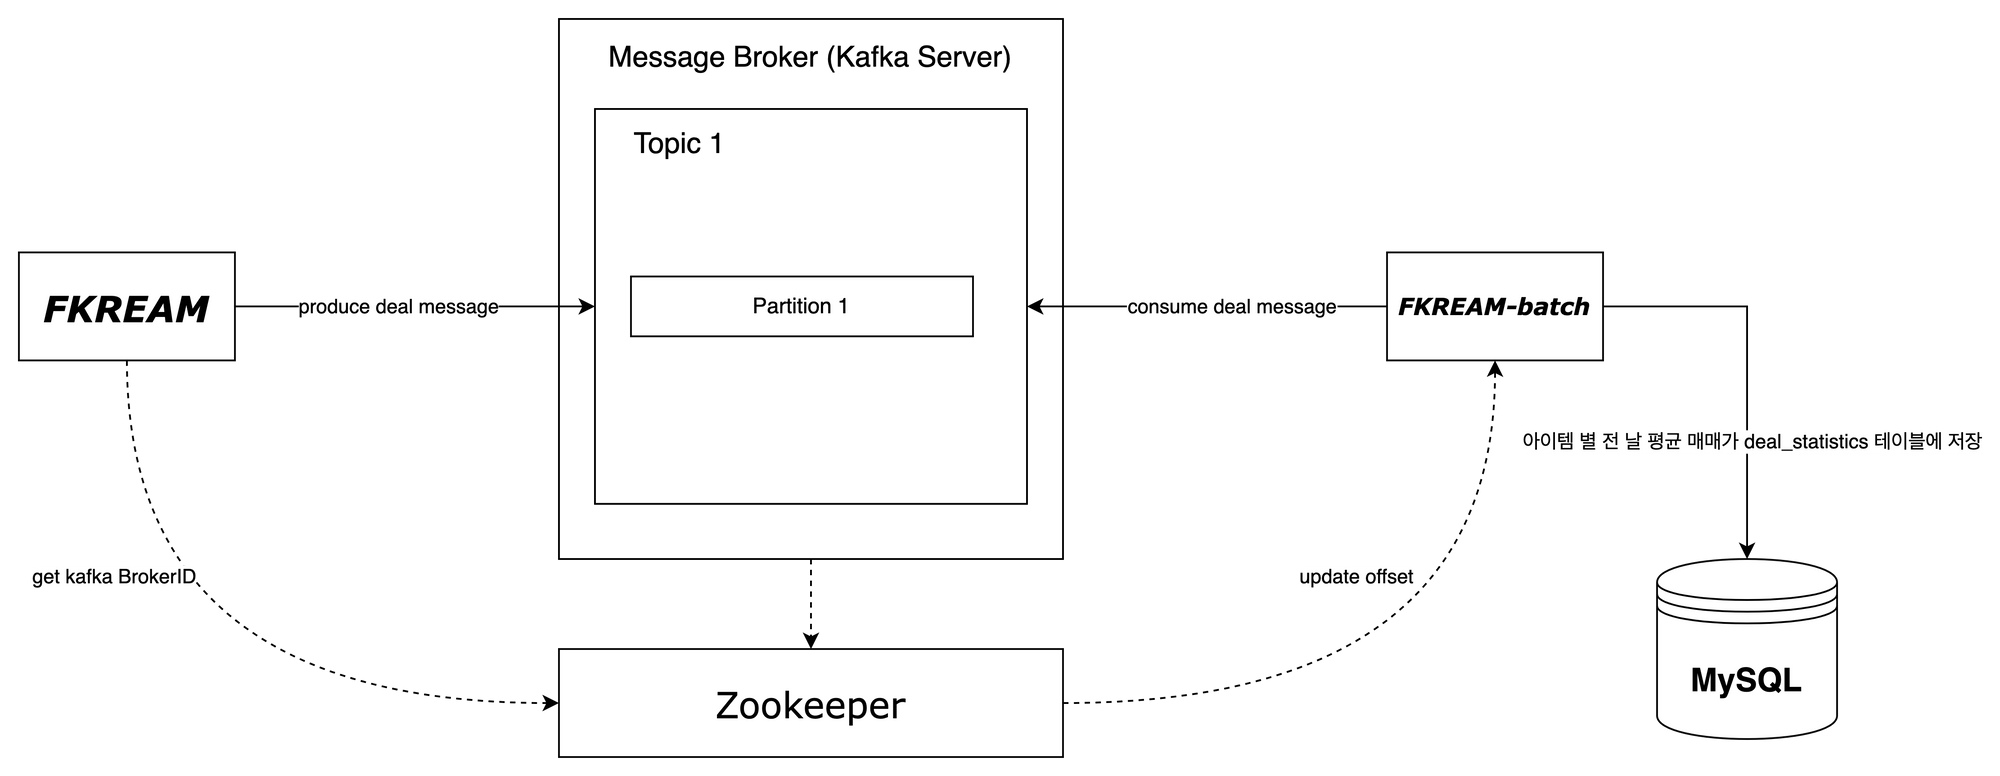 Message Broker (Kafka Server)
Topic 1
FKREAM
produce deal message
Partition 1
consume deal message
FKREAM-batch
아이템 별 전 날 평균 매매가 deal_statistics 테이블에 저장
get kafka BrokerID
update offset
Zookeeper
MySQL